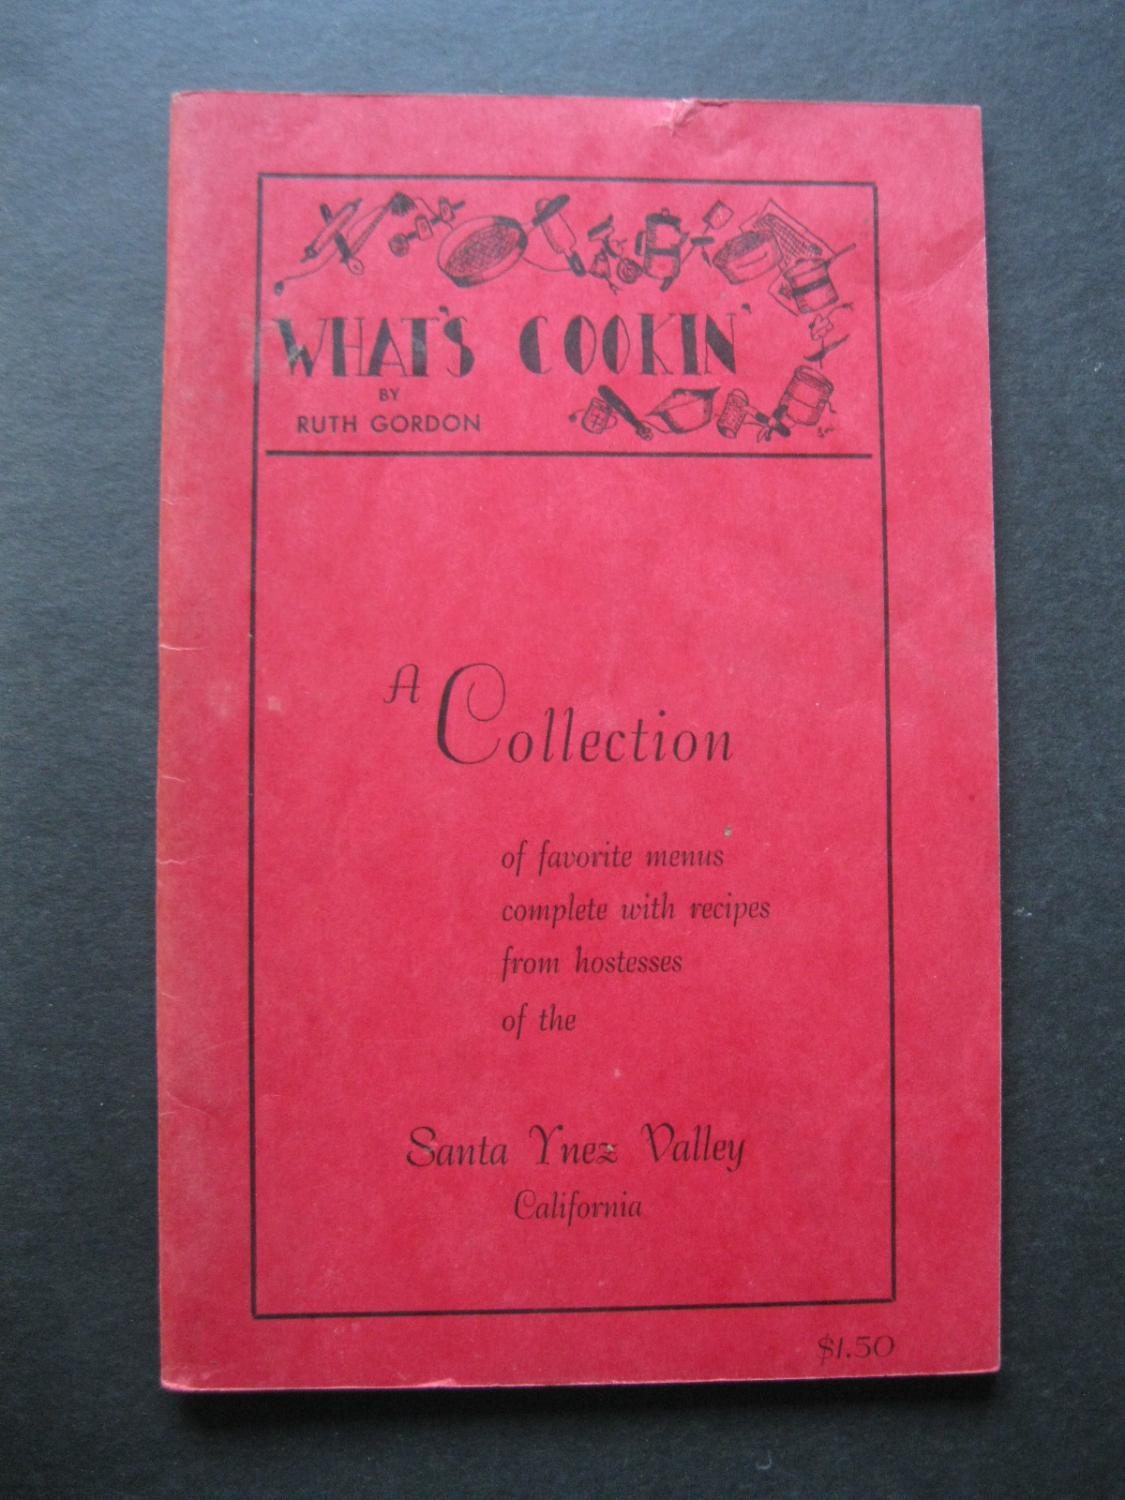 WHAT'S COOKIN'
BY
RUTH GORDON
A Collection
of favorite menus
complete with recipes
from hostesses
of the
Santa Ynez Valley
California
$1.50